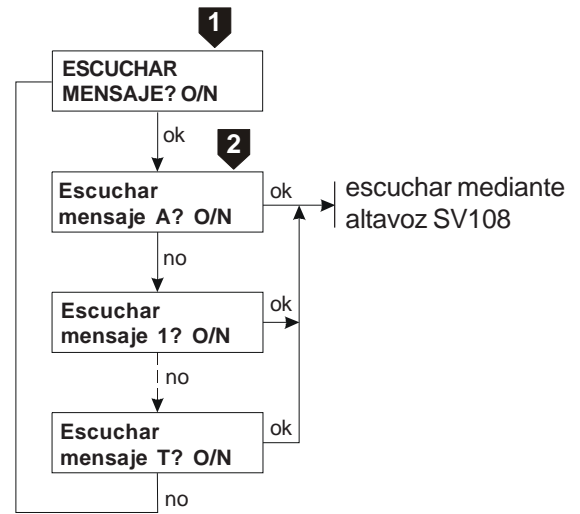 1
ESCUCHAR
MENSAJE? O/N
ok
2
Escuchar
mensaje A? O/N
ok
escuchar mediante
altavoz SV108
no
Escuchar
mensaje 1? O/N
ok
no
Escuchar
mensaje T? O/N
ok
no